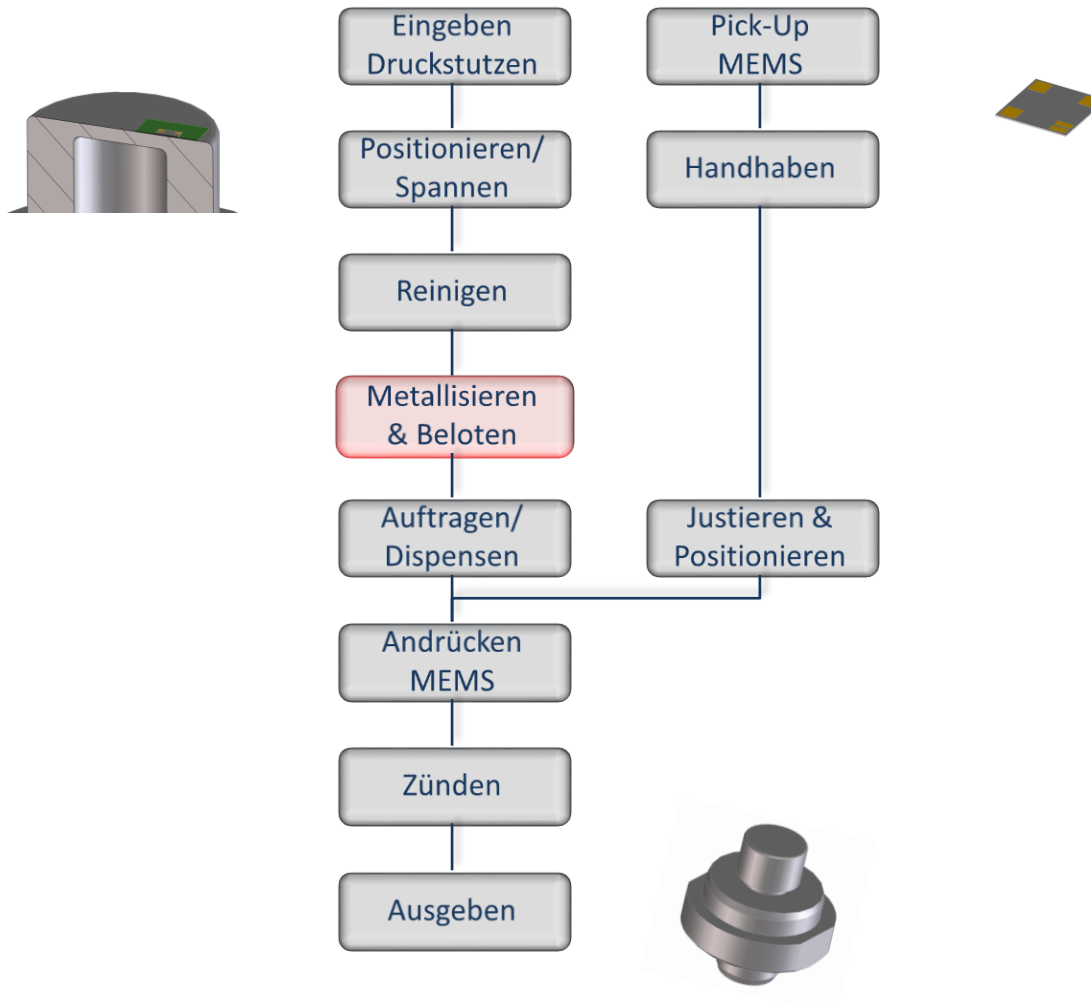 Eingeben
Druckstutzen
Pick-Up
MEMS
Positionieren/
Spannen
Handhaben
Reinigen
Metallisieren
& Beloten
Auftragen/
Dispensen
Justieren &
Positionieren
Andrücken
MEMS
Zünden
Ausgeben